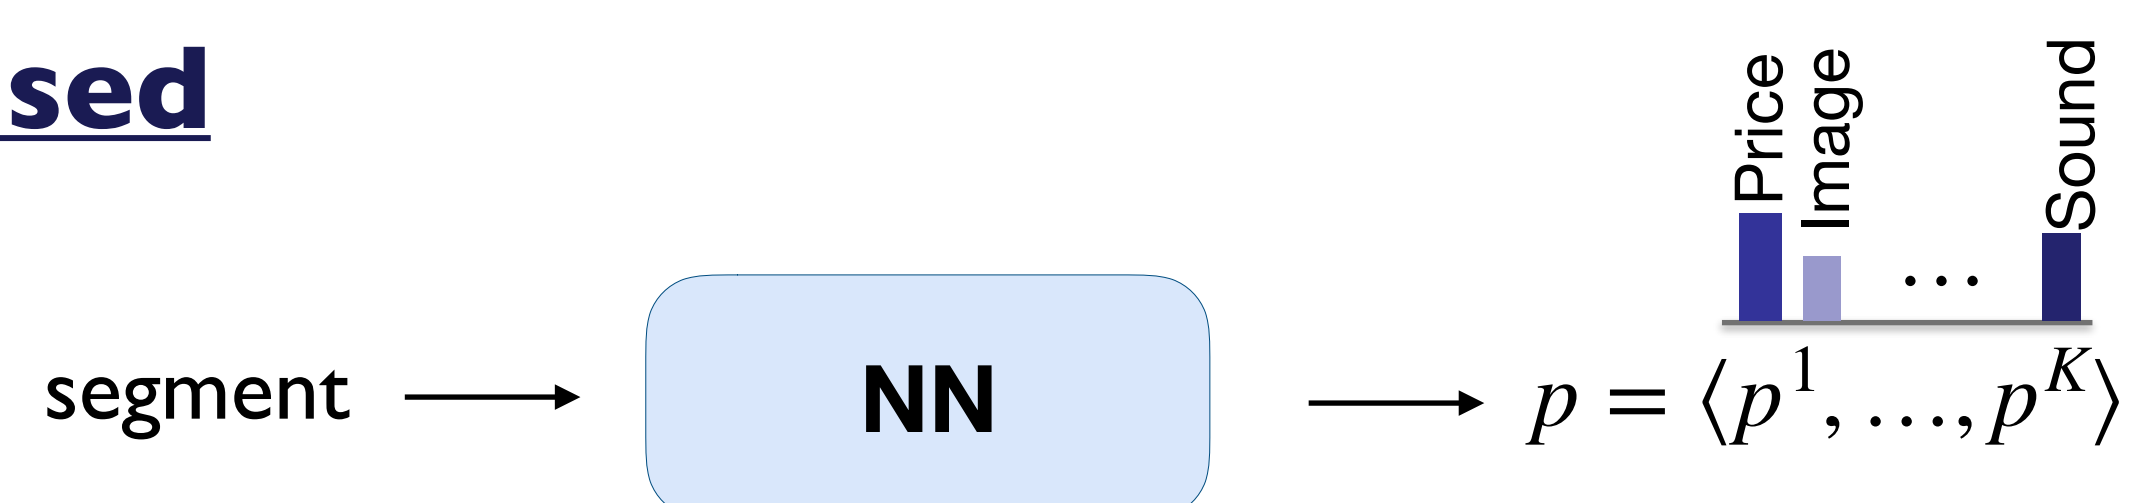 sed
Price
Image
Sound
...
segment
NN
p = ⟨p¹, …, pᴷ⟩